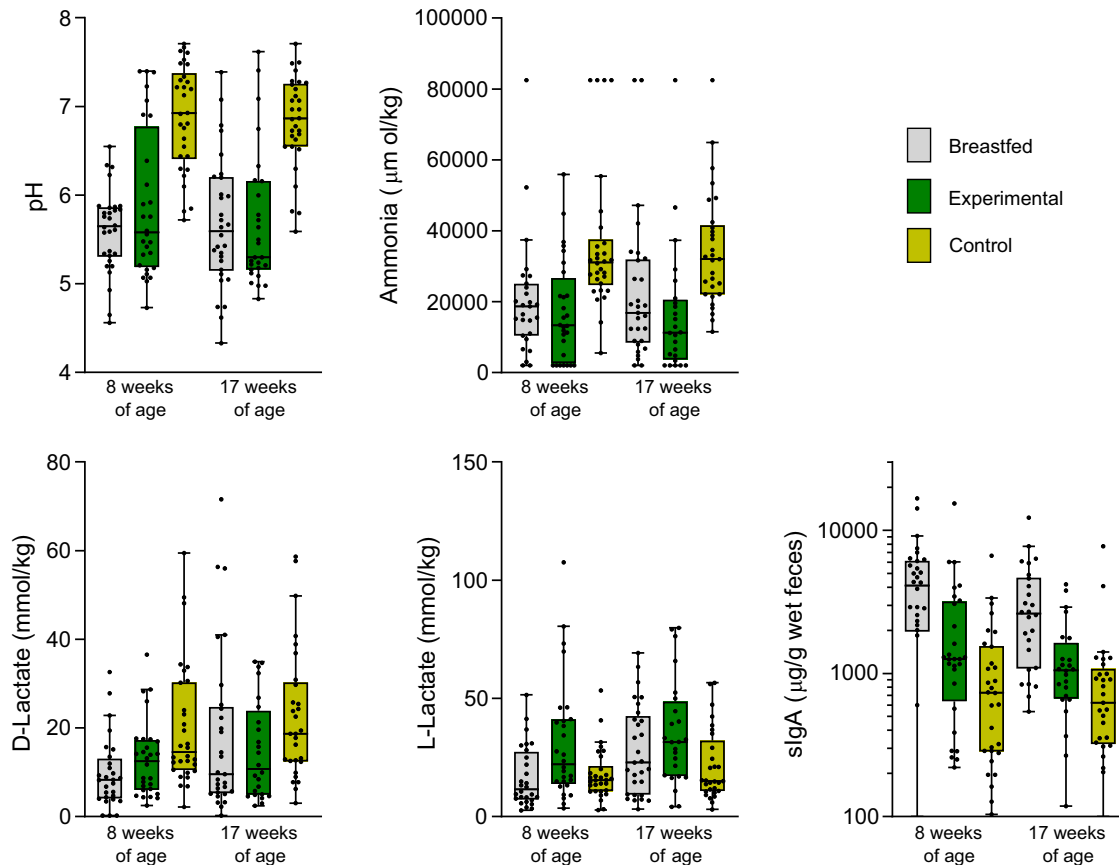 8
7
6
5
4
pH
8 weeks
of age
17 weeks
of age
100000
80000
60000
40000
20000
0
Ammonia ( μm ol/kg)
8 weeks
of age
17 weeks
of age
Breastfed
Experimental
Control
80
60
40
20
0
D-Lactate (mmol/kg)
8 weeks
of age
17 weeks
of age
150
100
50
0
L-Lactate (mmol/kg)
8 weeks
of age
17 weeks
of age
10000
1000
100
sIgA (μg/g wet feces)
8 weeks
of age
17 weeks
of age